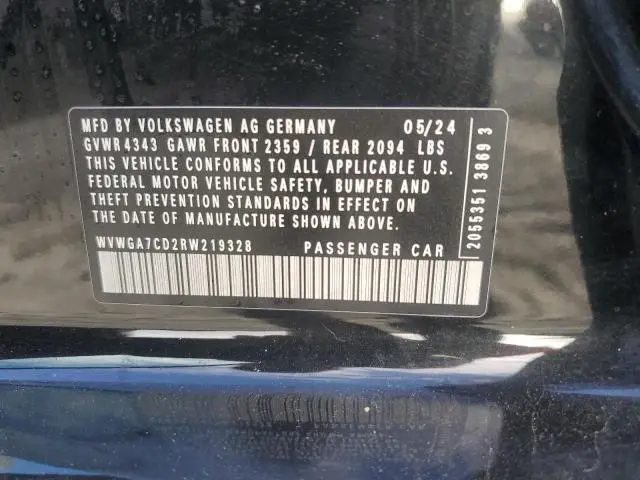 MFD BY VOLKSWAGEN AG GERMANY 05/24
GVWR 4343 GAWR FRONT 2359 / REAR 2094 LBS
THIS VEHICLE CONFORMS TO ALL APPLICABLE U.S.
FEDERAL MOTOR VEHICLE SAFETY, BUMPER AND
THEFT PREVENTION STANDARDS IN EFFECT ON
THE DATE OF MANUFACTURE SHOWN ABOVE.
WVWGA7CD2RW219328 PASSENGER CAR
2055351 3869 3